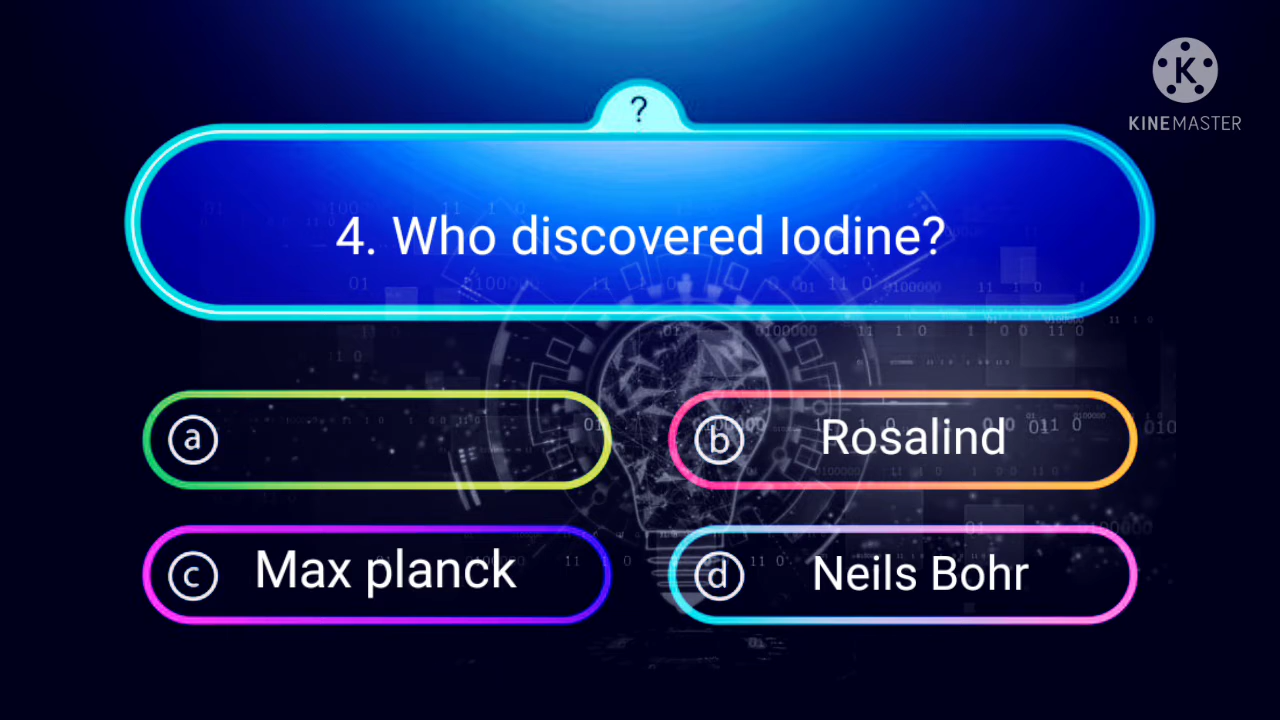 KINEMASTER
?
4. Who discovered Iodine?
a
b Rosalind
c Max planck
d Neils Bohr